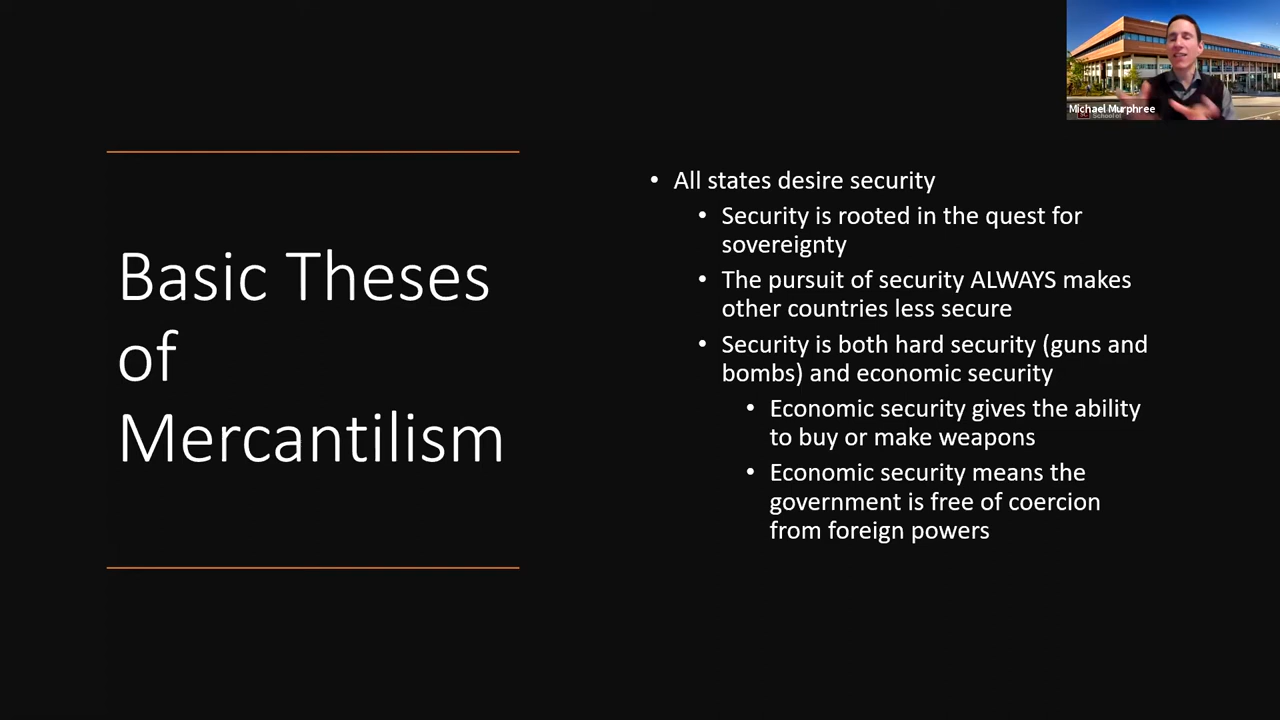 Michael Murphree
School of
Basic Theses
of
Mercantilism
• All states desire security
• Security is rooted in the quest for
sovereignty
• The pursuit of security ALWAYS makes
other countries less secure
• Security is both hard security (guns and
bombs) and economic security
• Economic security gives the ability
to buy or make weapons
• Economic security means the
government is free of coercion
from foreign powers